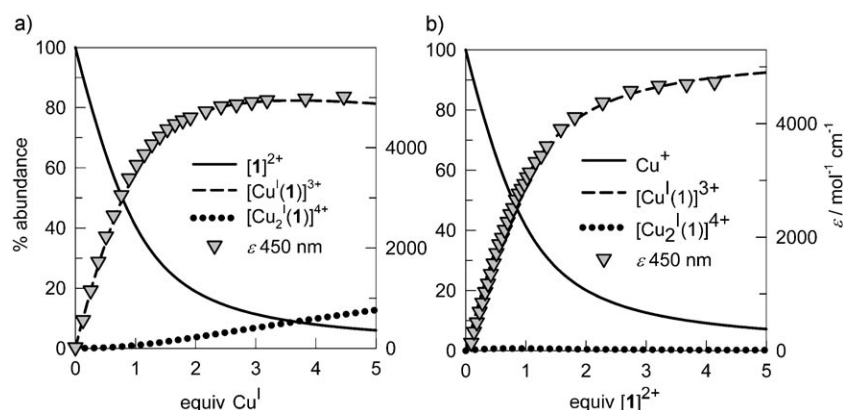 a)
100
80
60
40
20
0
% abundance
[1]²⁺
[Cuᴵ(1)]³⁺
[Cu₂ᴵ(1)]⁴⁺
ε 450 nm
4000
2000
0
0 1 2 3 4 5
equiv Cuᴵ
b)
100
80
60
40
20
0
Cu⁺
[Cuᴵ(1)]³⁺
[Cu₂ᴵ(1)]⁴⁺
ε 450 nm
4000
2000
0
ε / mol⁻¹ cm⁻¹
0 1 2 3 4 5
equiv [1]²⁺